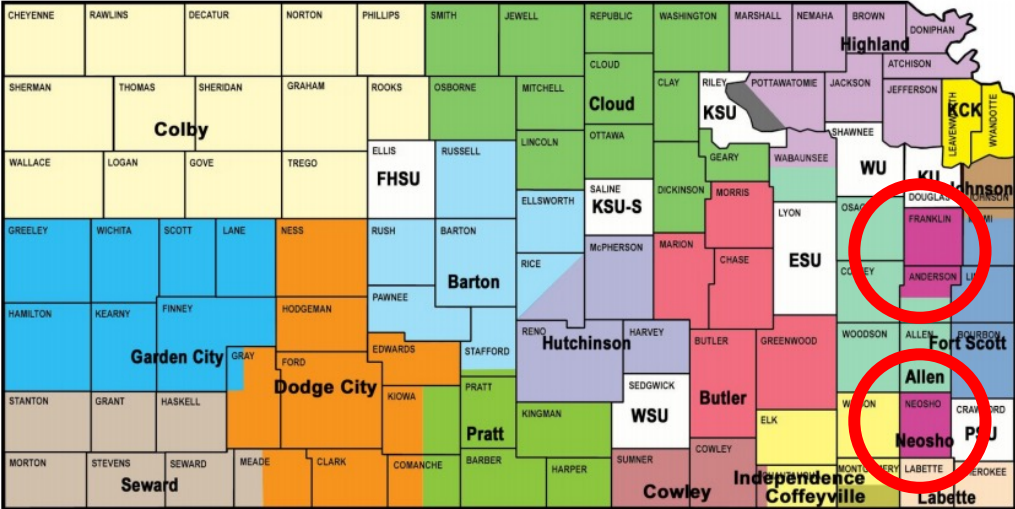 CHEYENNE
RAWLINS
DECATUR
NORTON
PHILLIPS
SMITH
JEWELL
REPUBLIC
WASHINGTON
MARSHALL
NEMAHA
BROWN
DONIPHAN
Highland
ATCHISON
SHERMAN
THOMAS
SHERIDAN
GRAHAM
ROOKS
OSBORNE
MITCHELL
CLOUD
CLAY
RILEY
POTTAWATOMIE
JACKSON
JEFFERSON
LEAVENWORTH
WYANDOTTE
KCK
KSU
Cloud
Colby
LINCOLN
OTTAWA
SHAWNEE
WALLACE
LOGAN
GOVE
TREGO
ELLIS
FHSU
RUSSELL
GEARY
WABAUNSEE
WU
KU
Johnson
SALINE
KSU-S
DICKINSON
MORRIS
DOUGLAS
JOHNSON
ELLSWORTH
LYON
ESU
FRANKLIN
GREELEY
WICHITA
SCOTT
LANE
NESS
RUSH
BARTON
Barton
McPHERSON
MARION
CHASE
RICE
ANDERSON
PAWNEE
HAMILTON
KEARNY
FINNEY
HODGEMAN
Garden City
STAFFORD
RENO
HARVEY
Hutchinson
BUTLER
GREENWOOD
WOODSON
ALLEN
BOURBON
Fort Scott
GRAY
FORD
EDWARDS
Dodge City
Allen
PRATT
SEDGWICK
WSU
Butler
KIOWA
STANTON
GRANT
HASKELL
Pratt
KINGMAN
ELK
NEOSHO
CRAWFORD
PSU
Neosho
MORTON
STEVENS
SEWARD
MEADE
CLARK
COMANCHE
BARBER
HARPER
SUMNER
COWLEY
Seward
Cowley
Independence
Coffeyville
MONTGOMERY
LABETTE
Labette